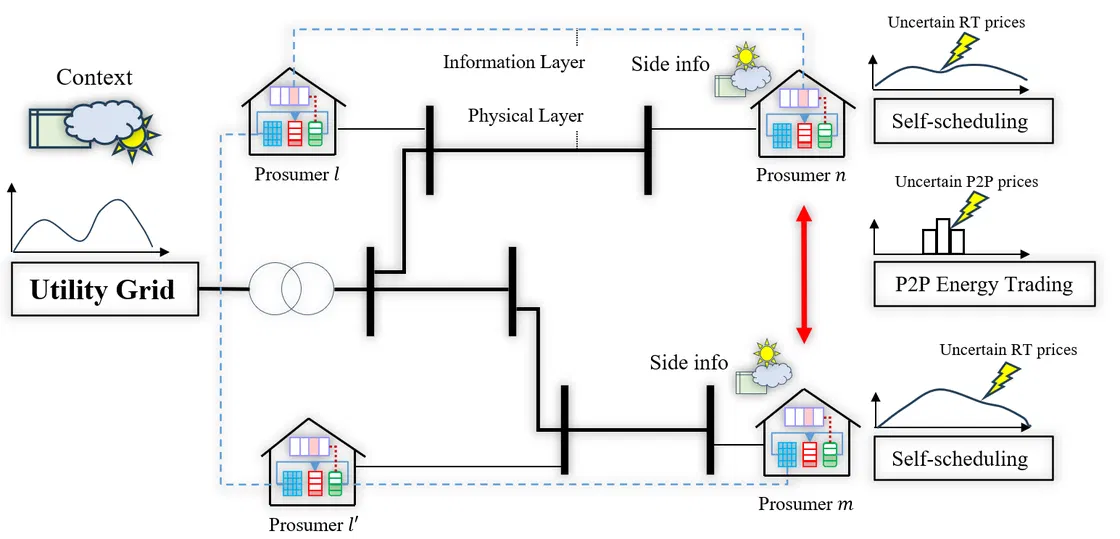 Uncertain RT prices
Information Layer
Side info
Context
Self-scheduling
Physical Layer
Prosumer l
Prosumer n
Uncertain P2P prices
Utility Grid
P2P Energy Trading
Uncertain RT prices
Side info
Self-scheduling
Prosumer m
Prosumer l′